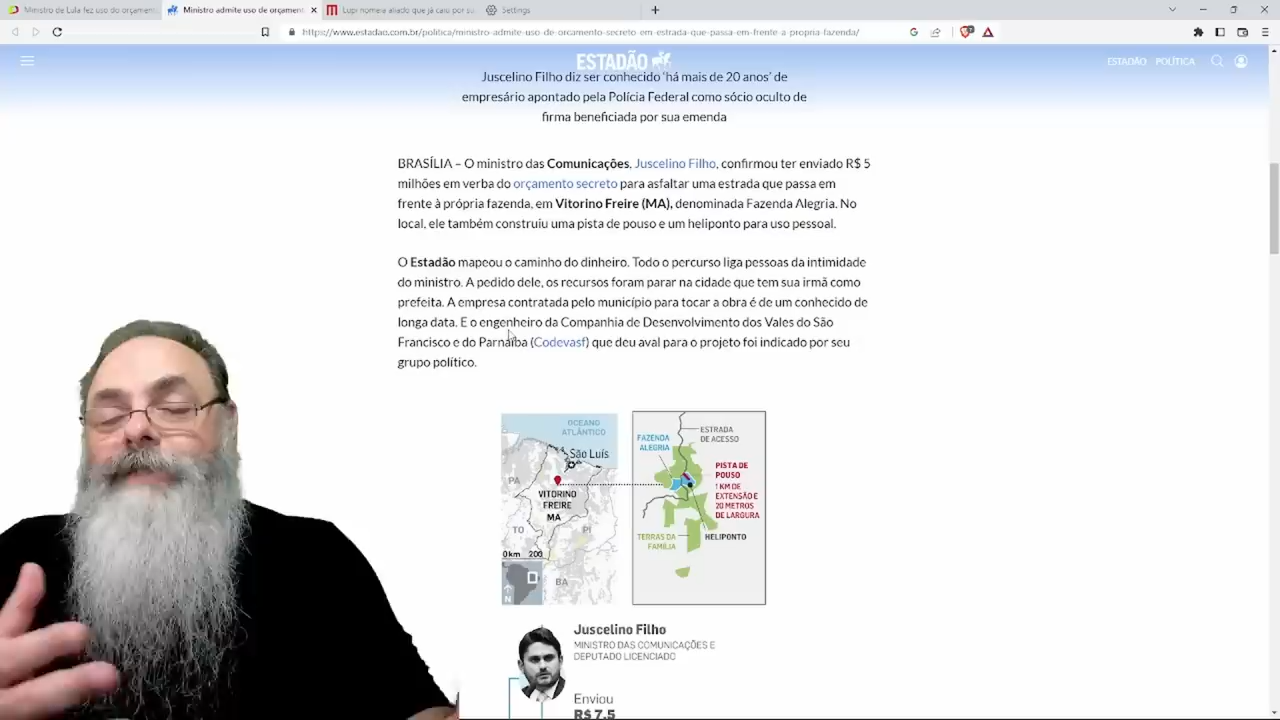 Ministro de Lula fez uso do orçamen
Ministro admite uso de orçament
Lupi nomeia aliado que já caiu por su
Settings
https://www.estadao.com.br/politica/ministro-admite-uso-de-orcamento-secreto-em-estrada-que-passa-em-frente-a-propria-fazenda/
ESTADÃO
ESTADÃO POLÍTICA
Juscelino Filho diz ser conhecido ‘há mais de 20 anos’ de
empresário apontado pela Polícia Federal como sócio oculto de
firma beneficiada por sua emenda
BRASÍLIA – O ministro das Comunicações, Juscelino Filho, confirmou ter enviado R$ 5
milhões em verba do orçamento secreto para asfaltar uma estrada que passa em
frente à própria fazenda, em Vitorino Freire (MA), denominada Fazenda Alegria. No
local, ele também construiu uma pista de pouso e um heliponto para uso pessoal.
O Estadão mapeou o caminho do dinheiro. Todo o percurso liga pessoas da intimidade
do ministro. A pedido dele, os recursos foram parar na cidade que tem sua irmã como
prefeita. A empresa contratada pelo município para tocar a obra é de um conhecido de
longa data. E o engenheiro da Companhia de Desenvolvimento dos Vales do São
Francisco e do Parnaíba (Codevasf) que deu aval para o projeto foi indicado por seu
grupo político.
OCEANO
ATLÂNTICO
São Luís
PA
VITORINO
FREIRE
MA
TO
PI
0 km 200
BA
N
ESTRADA
DE ACESSO
FAZENDA
ALEGRIA
PISTA DE
POUSO
1 KM DE
EXTENSÃO E
20 METROS
DE LARGURA
HELIPONTO
TERRAS DA
FAMÍLIA
Juscelino Filho
MINISTRO DAS COMUNICAÇÕES E
DEPUTADO LICENCIADO
Enviou
R$ 7,5